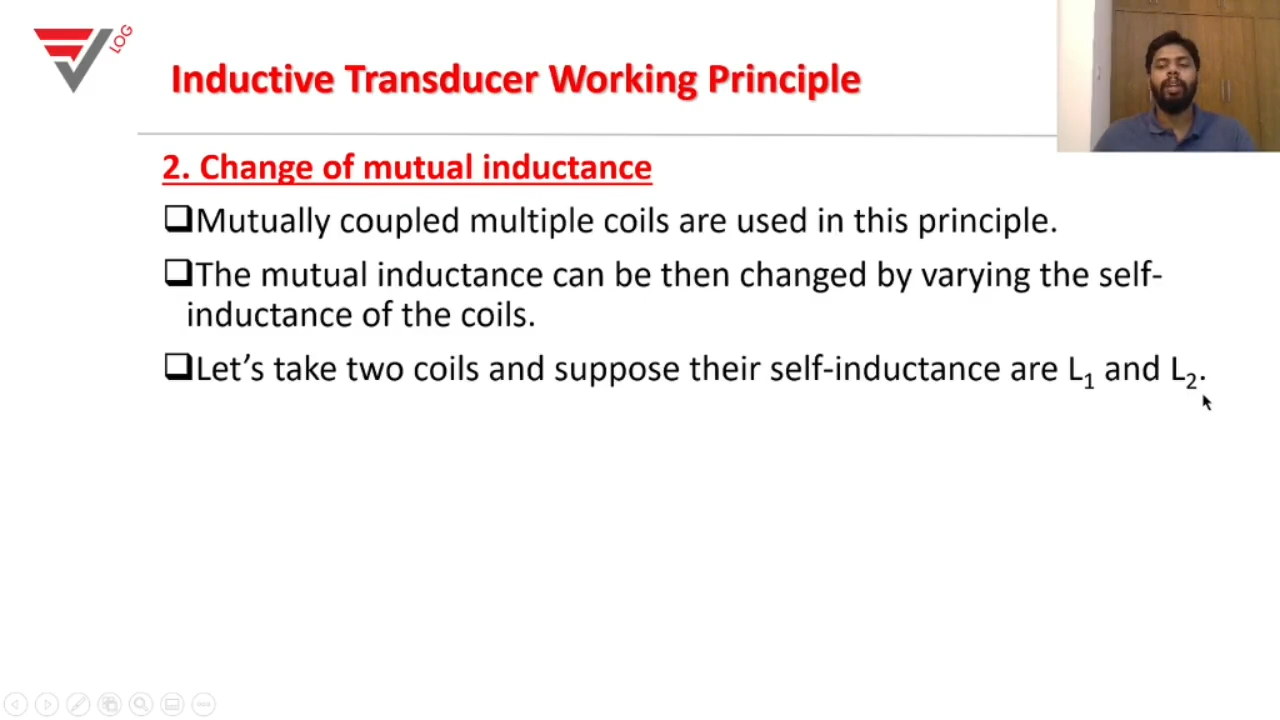 LOG
Inductive Transducer Working Principle
2. Change of mutual inductance
❑Mutually coupled multiple coils are used in this principle.
❑The mutual inductance can be then changed by varying the self-
inductance of the coils.
❑Let’s take two coils and suppose their self-inductance are L₁ and L₂.